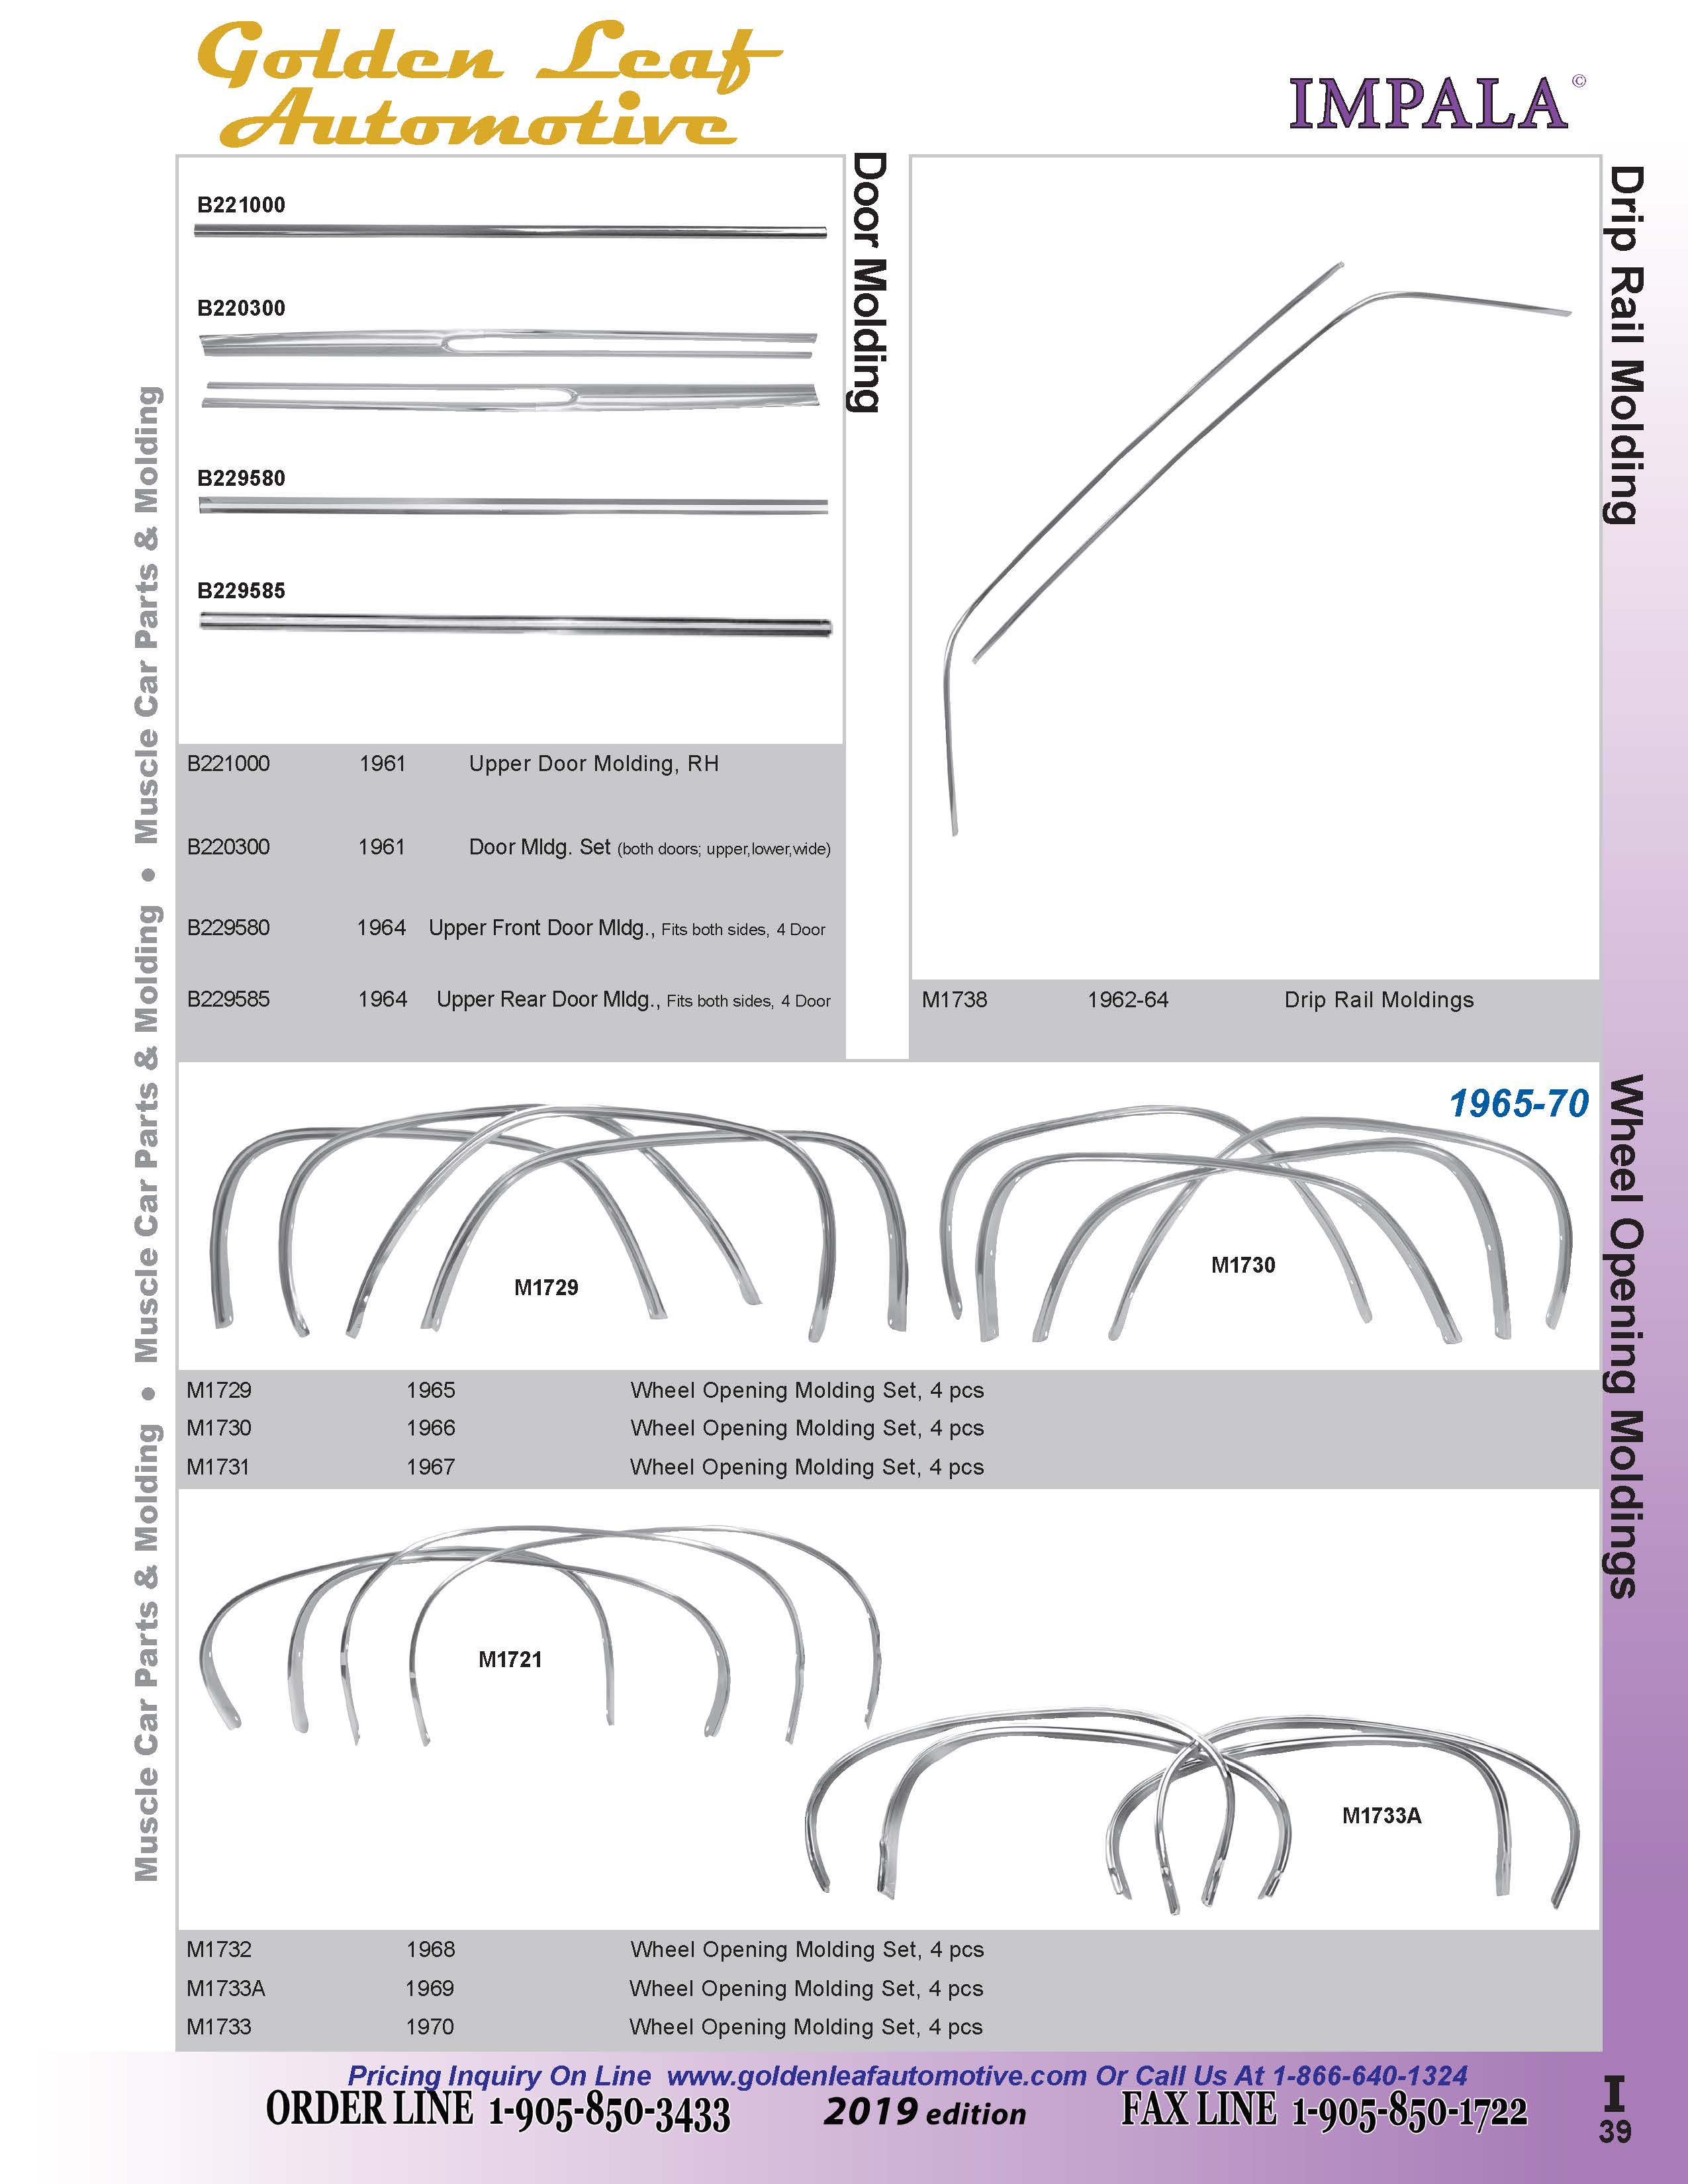 Golden Leaf
Automotive
IMPALA©
Door Molding
B221000
B220300
B229580
B229585
B221000 1961 Upper Door Molding, RH
B220300 1961 Door Mldg. Set (both doors; upper,lower,wide)
B229580 1964 Upper Front Door Mldg., Fits both sides, 4 Door
B229585 1964 Upper Rear Door Mldg., Fits both sides, 4 Door
Drip Rail Molding
M1738 1962-64 Drip Rail Moldings
Wheel Opening Moldings
1965-70
M1729
M1730
M1729 1965 Wheel Opening Molding Set, 4 pcs
M1730 1966 Wheel Opening Molding Set, 4 pcs
M1731 1967 Wheel Opening Molding Set, 4 pcs
M1721
M1733A
M1732 1968 Wheel Opening Molding Set, 4 pcs
M1733A 1969 Wheel Opening Molding Set, 4 pcs
M1733 1970 Wheel Opening Molding Set, 4 pcs
Muscle Car Parts & Molding • Muscle Car Parts & Molding • Muscle Car Parts & Molding
Pricing Inquiry On Line www.goldenleafautomotive.com Or Call Us At 1-866-640-1324
ORDER LINE 1-905-850-3433 2019 edition FAX LINE 1-905-850-1722
I
39